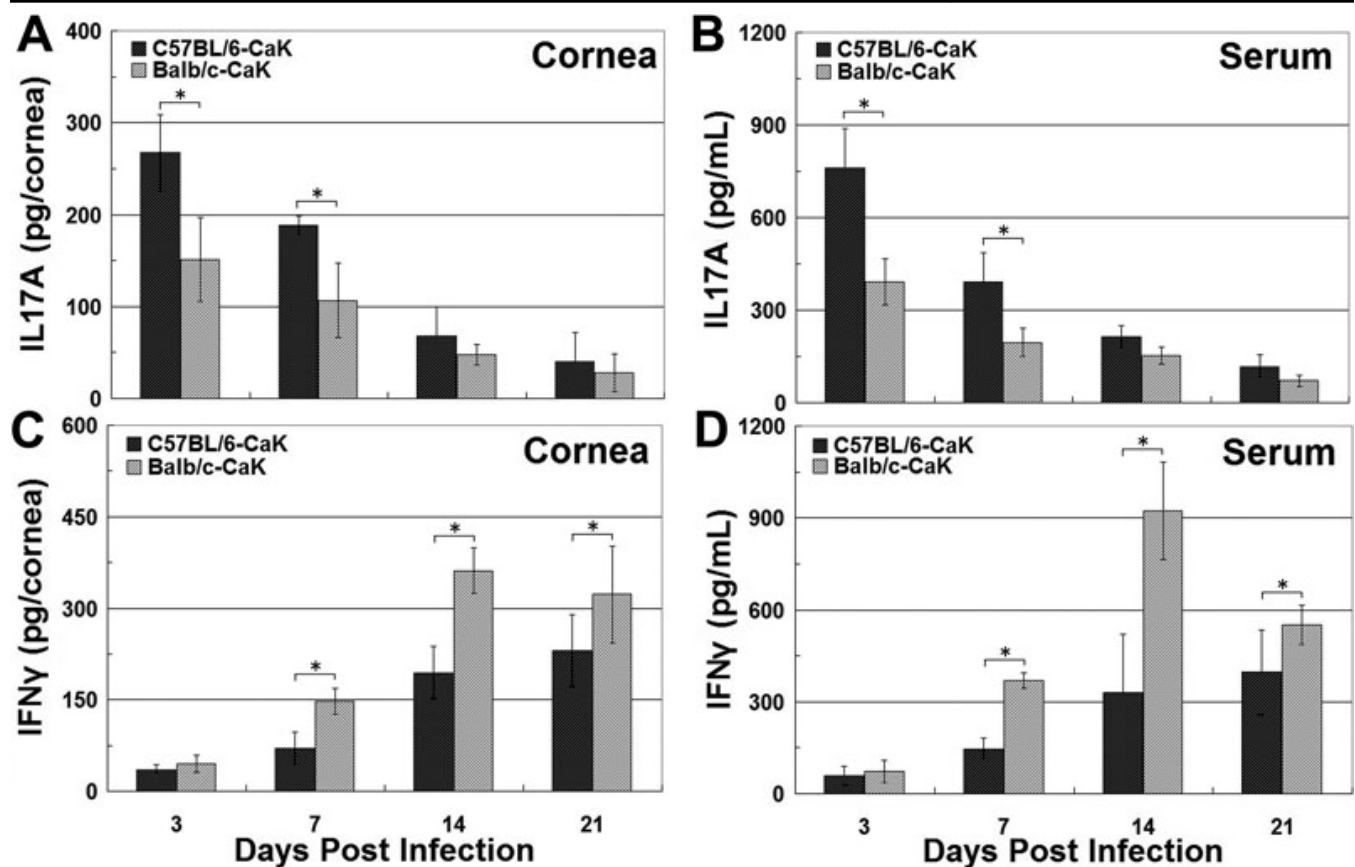 A
400
300
200
100
0
IL17A (pg/cornea)
C57BL/6-CaK
Balb/c-CaK
Cornea
*
*
B
1200
900
600
300
0
IL17A (pg/mL)
C57BL/6-CaK
Balb/c-CaK
Serum
*
*
C
600
450
300
150
0
IFNγ (pg/cornea)
C57BL/6-CaK
Balb/c-CaK
Cornea
*
*
*
3 7 14 21
Days Post Infection
D
1200
900
600
300
0
IFNγ (pg/mL)
C57BL/6-CaK
Balb/c-CaK
Serum
*
*
*
3 7 14 21
Days Post Infection